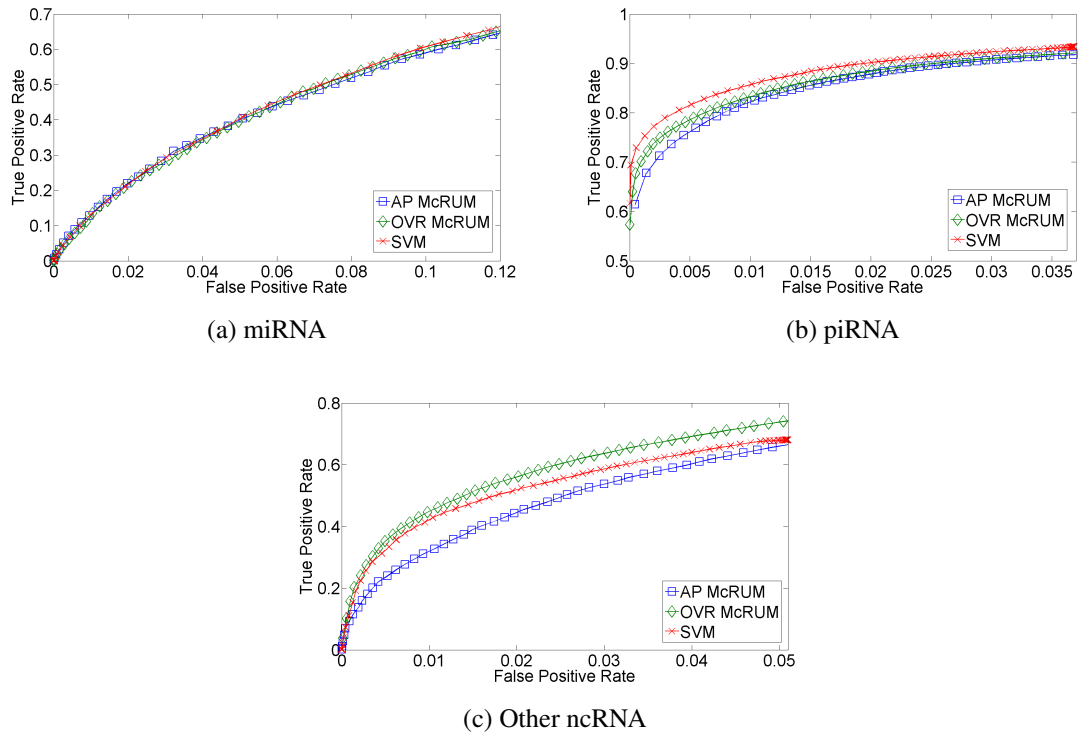 0.7
0.6
0.5
0.4
0.3
0.2
0.1
0
True Positive Rate
0 0.02 0.04 0.06 0.08 0.1 0.12
False Positive Rate
AP McRUM
OVR McRUM
SVM
(a) miRNA
1
0.9
0.8
0.7
0.6
0.5
True Positive Rate
0 0.005 0.01 0.015 0.02 0.025 0.03 0.035
False Positive Rate
AP McRUM
OVR McRUM
SVM
(b) piRNA
0.8
0.6
0.4
0.2
0
True Positive Rate
0 0.01 0.02 0.03 0.04 0.05
False Positive Rate
AP McRUM
OVR McRUM
SVM
(c) Other ncRNA